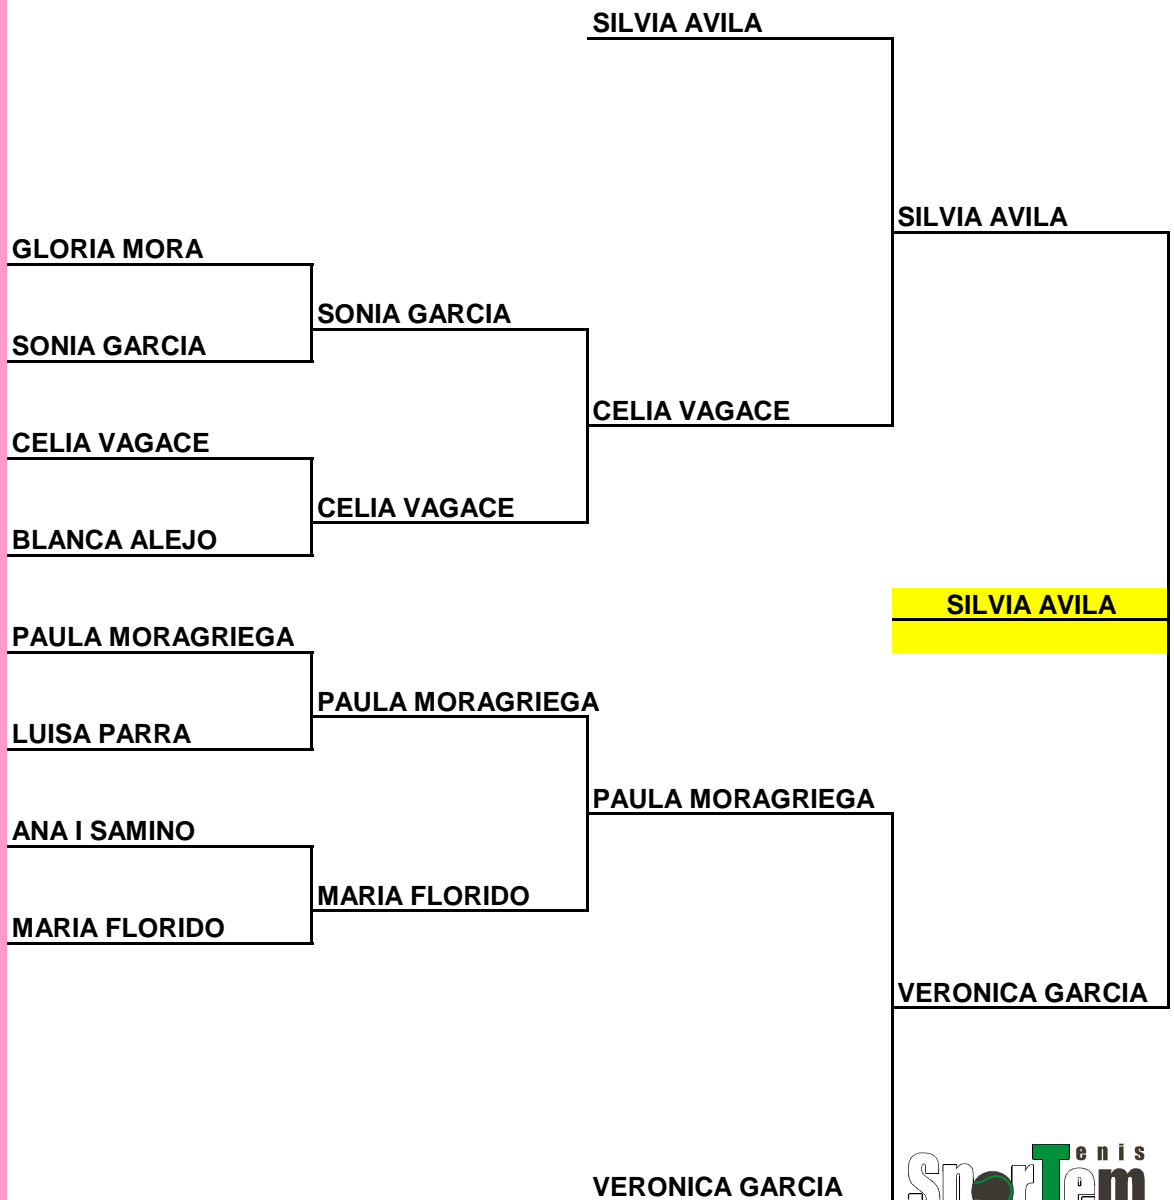 SILVIA AVILA
SILVIA AVILA
GLORIA MORA
SONIA GARCIA
SONIA GARCIA
CELIA VAGACE
CELIA VAGACE
CELIA VAGACE
BLANCA ALEJO
SILVIA AVILA
PAULA MORAGRIEGA
PAULA MORAGRIEGA
LUISA PARRA
PAULA MORAGRIEGA
ANA I SAMINO
MARIA FLORIDO
MARIA FLORIDO
VERONICA GARCIA
VERONICA GARCIA
Tenis
SporTem